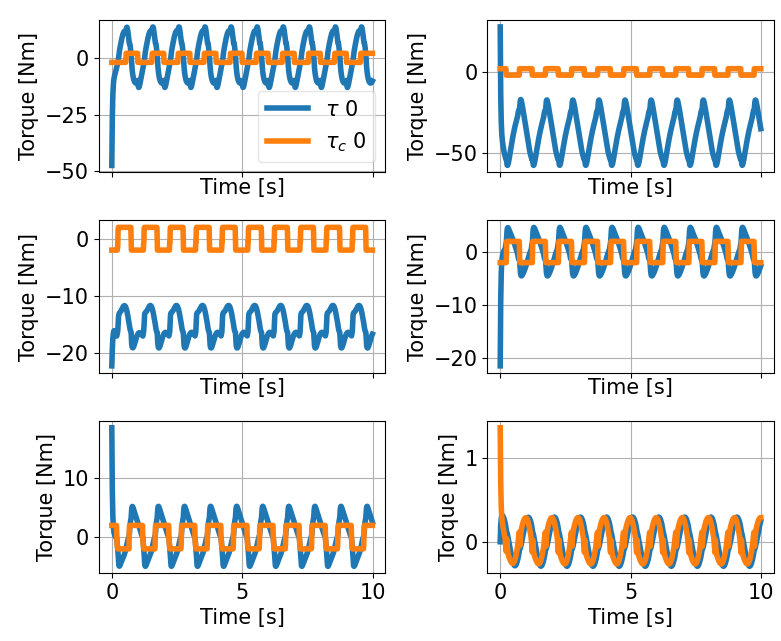 0
−25
−50
Torque [Nm]
Time [s]
τ 0
τc 0
0
−50
Torque [Nm]
Time [s]
0
−10
−20
Torque [Nm]
Time [s]
0
−10
−20
Torque [Nm]
Time [s]
10
0
Torque [Nm]
0 5 10
Time [s]
1
0
Torque [Nm]
0 5 10
Time [s]